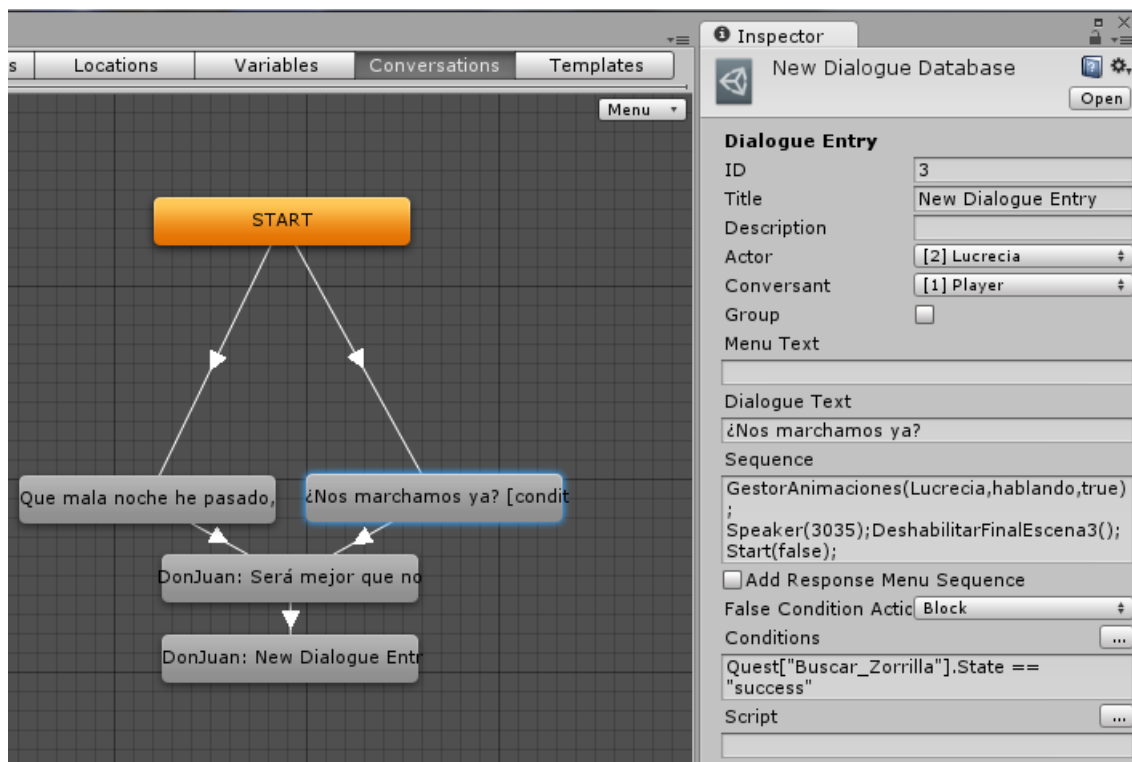 s
Locations
Variables
Conversations
Templates
Menu
START
Que mala noche he pasado,
¿Nos marchamos ya? [condit
DonJuan: Será mejor que no
DonJuan: New Dialogue Entr
Inspector
New Dialogue Database
Open
Dialogue Entry
ID 3
Title New Dialogue Entry
Description
Actor [2] Lucrecia
Conversant [1] Player
Group
Menu Text
Dialogue Text
¿Nos marchamos ya?
Sequence
GestorAnimaciones(Lucrecia,hablando,true)
;
Speaker(3035);DeshabilitarFinalEscena3();
Start(false);
Add Response Menu Sequence
False Condition Actic Block
Conditions ...
Quest["Buscar_Zorrilla"].State ==
"success"
Script ...